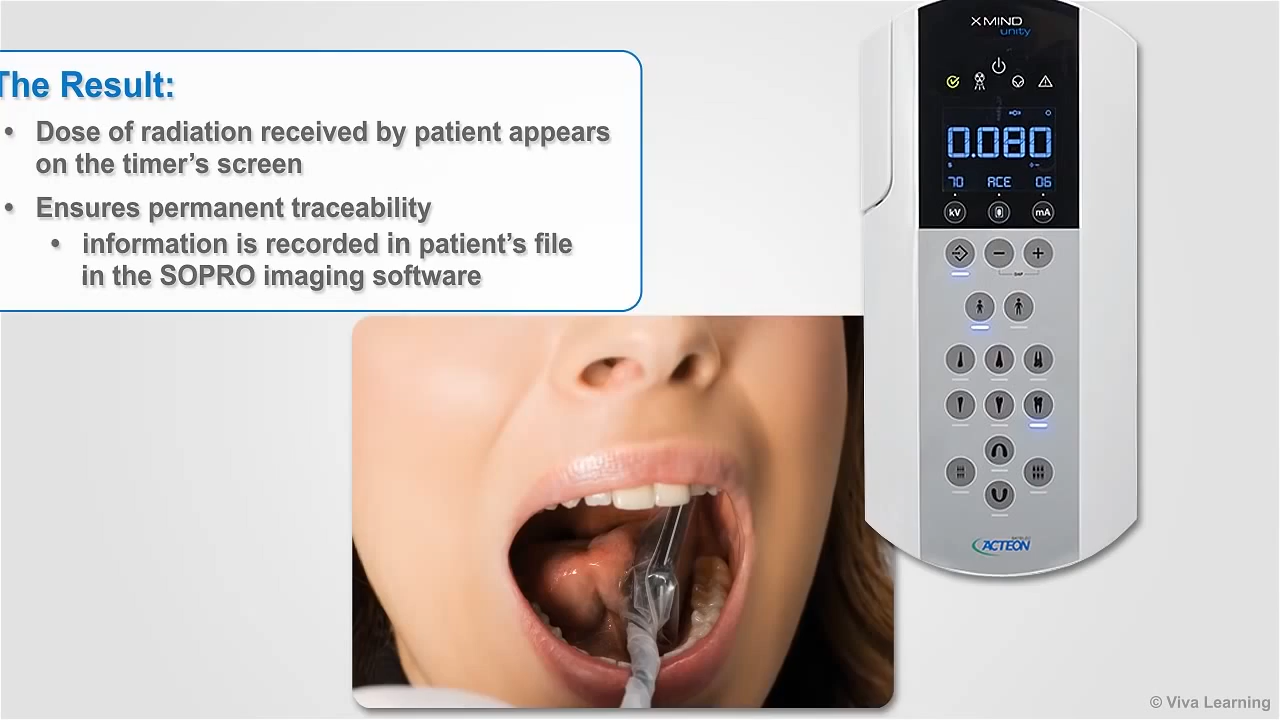 The Result:
• Dose of radiation received by patient appears
on the timer's screen
• Ensures permanent traceability
• information is recorded in patient's file
in the SOPRO imaging software
X MIND
unity
0.080
70 ACE 06
kV mA
ACTEON
© Viva Learning